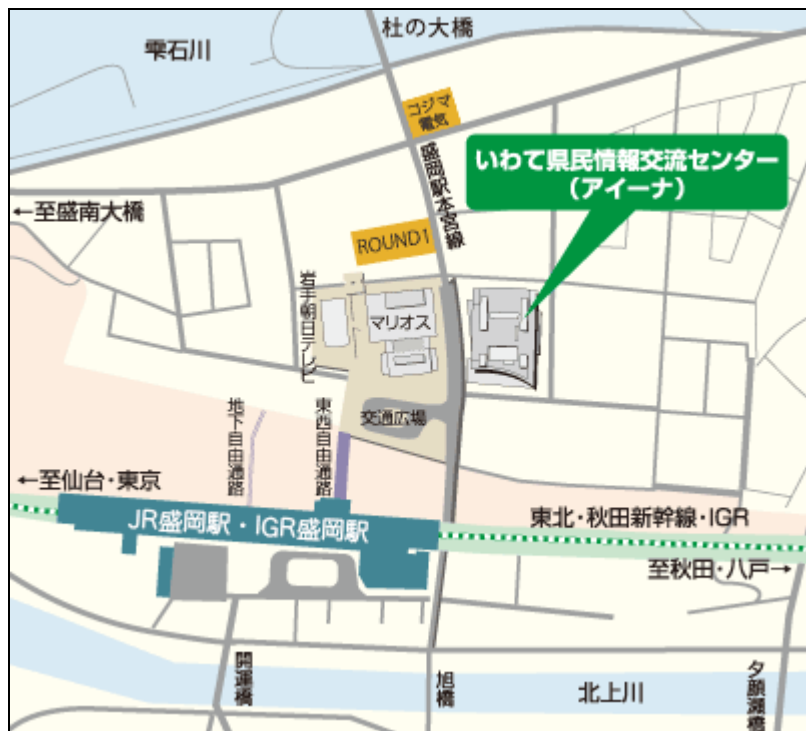 杜の大橋
雫石川
コジマ
電気
盛岡駅本宮線
いわて県民情報交流センター
(アイーナ)
←至盛南大橋
ROUND1
岩手朝日テレビ
マリオス
交通広場
地下自由通路
東西自由通路
←至仙台・東京
JR盛岡駅・IGR盛岡駅
東北・秋田新幹線・IGR
至秋田・八戸→
開運橋
旭橋
北上川
夕顔瀬橋